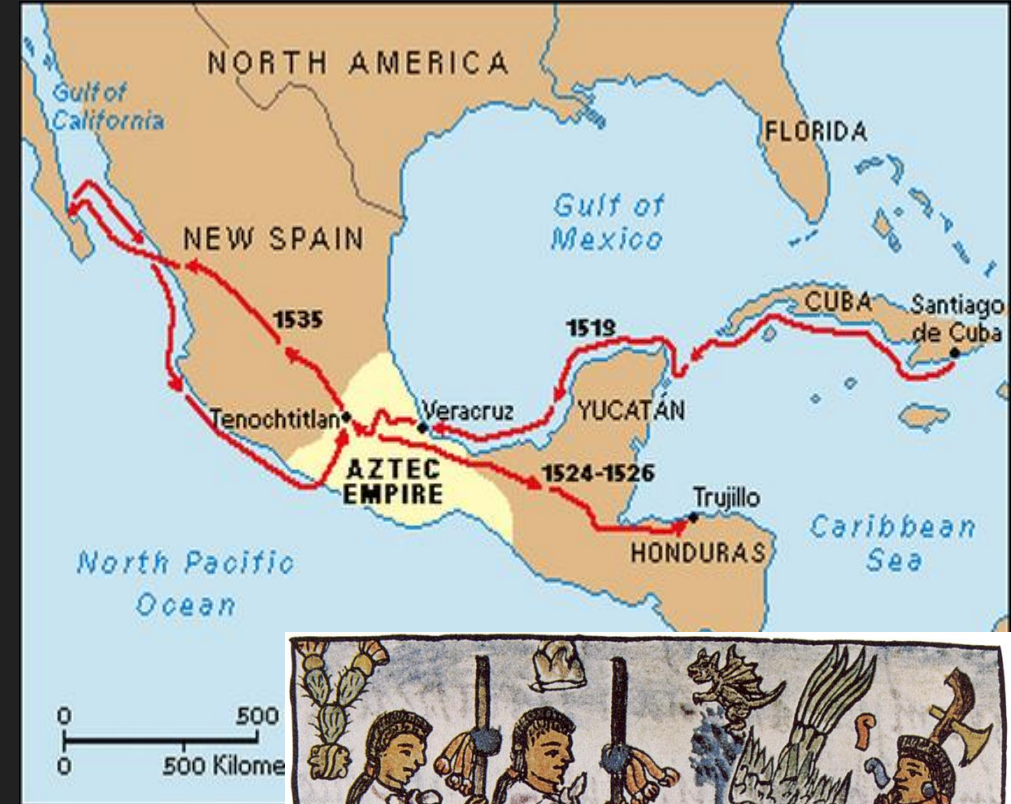 NORTH AMERICA
Gulf of
California
FLORIDA
Gulf of
Mexico
NEW SPAIN
CUBA
Santiago
de Cuba
1535
1519
Tenochtitlan
Veracruz
YUCATÁN
AZTEC
EMPIRE
1524-1526
Trujillo
HONDURAS
Caribbean
Sea
North Pacific
Ocean
0 500
0 500 Kilome